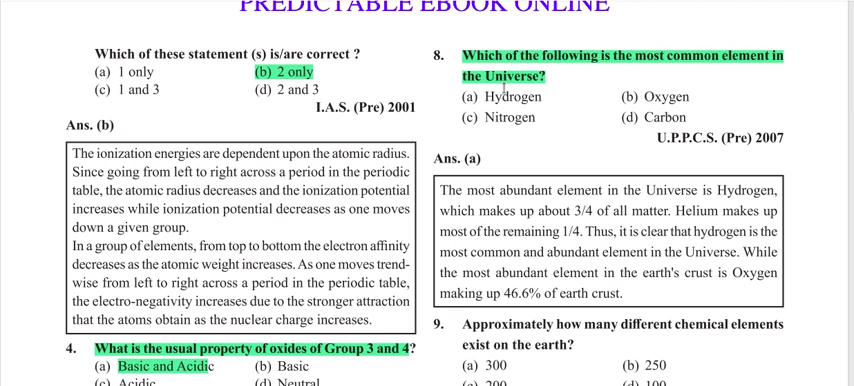 PREDICTABLE EBOOK ONLINE
Which of these statement (s) is/are correct ?
(a) 1 only (b) 2 only
(c) 1 and 3 (d) 2 and 3
I.A.S. (Pre) 2001
Ans. (b)
The ionization energies are dependent upon the atomic radius.
Since going from left to right across a period in the periodic
table, the atomic radius decreases and the ionization potential
increases while ionization potential decreases as one moves
down a given group.
In a group of elements, from top to bottom the electron affinity
decreases as the atomic weight increases. As one moves trend-
wise from left to right across a period in the periodic table,
the electro-negativity increases due to the stronger attraction
that the atoms obtain as the nuclear charge increases.
4. What is the usual property of oxides of Group 3 and 4?
(a) Basic and Acidic (b) Basic
(c) Acidic (d) Neutral
8. Which of the following is the most common element in
the Universe?
(a) Hydrogen (b) Oxygen
(c) Nitrogen (d) Carbon
U.P.P.C.S. (Pre) 2007
Ans. (a)
The most abundant element in the Universe is Hydrogen,
which makes up about 3/4 of all matter. Helium makes up
most of the remaining 1/4. Thus, it is clear that hydrogen is the
most common and abundant element in the Universe. While
the most abundant element in the earth's crust is Oxygen
making up 46.6% of earth crust.
9. Approximately how many different chemical elements
exist on the earth?
(a) 300 (b) 250
(c) 200 (d) 100